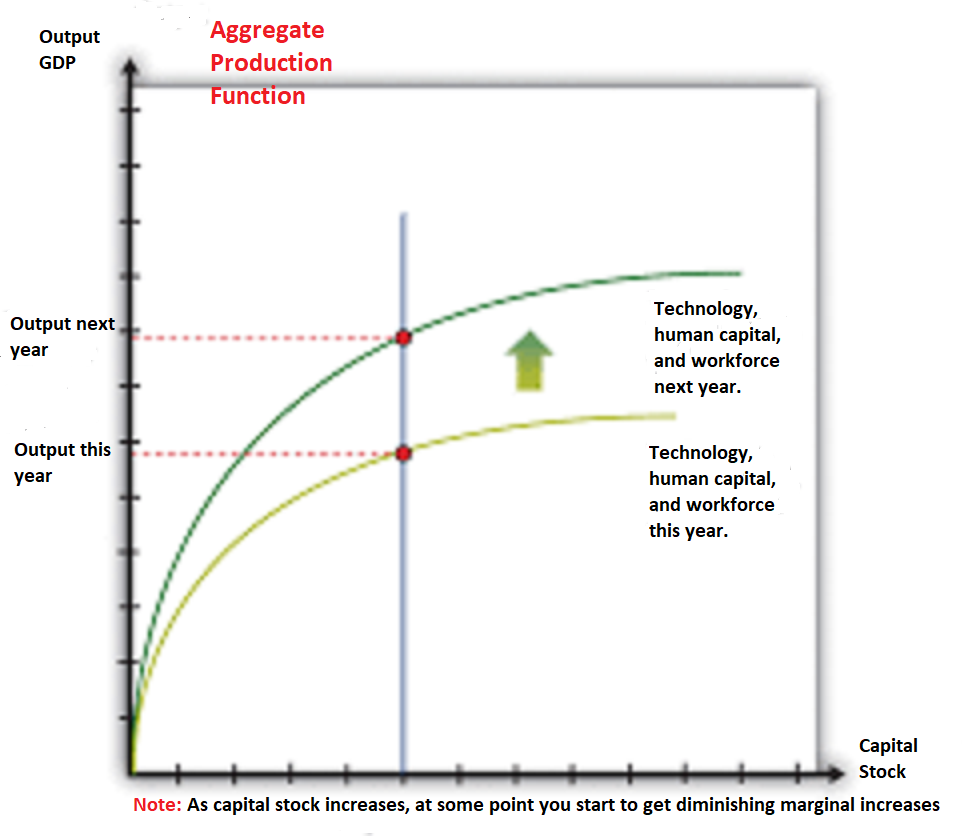 Output
GDP
Aggregate
Production
Function
Output next
year
Technology,
human capital,
and workforce
next year.
Output this
year
Technology,
human capital,
and workforce
this year.
Capital
Stock
Note: As capital stock increases, at some point you start to get diminishing marginal increases